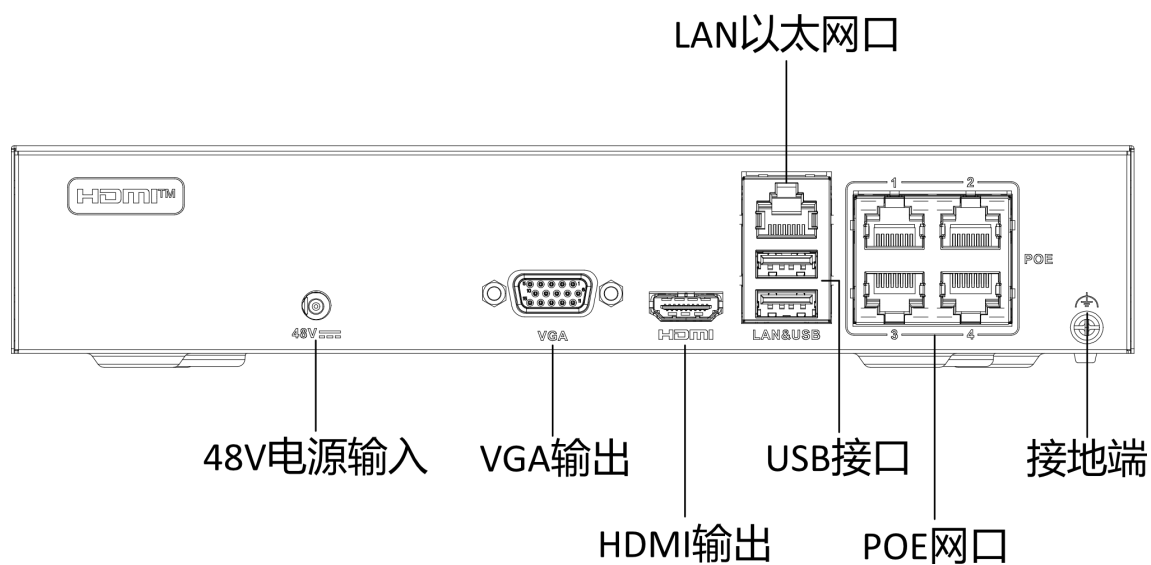 LAN以太网口
HDMI™
1 2
POE
48V
VGA
HDMI
LAN&USB
3 4
48V电源输入
VGA输出
USB接口
接地端
HDMI输出
POE网口